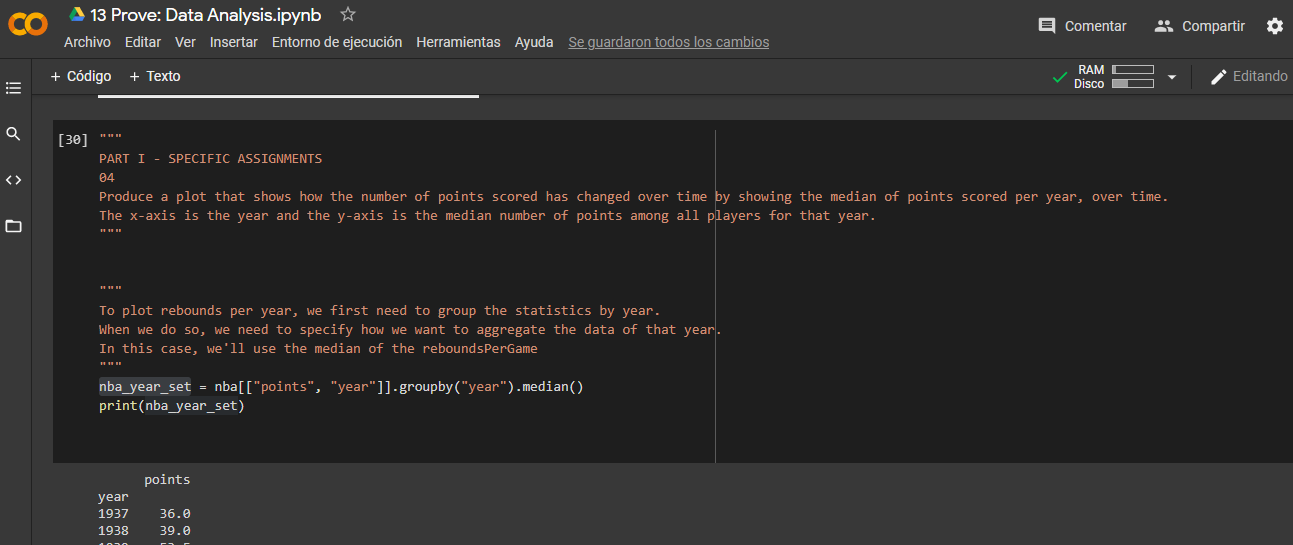 13 Prove: Data Analysis.ipynb
Archivo Editar Ver Insertar Entorno de ejecución Herramientas Ayuda Se guardaron todos los cambios
Comentar Compartir
+ Código + Texto
RAM
Disco
Editando
[30] """
PART I - SPECIFIC ASSIGNMENTS
04
Produce a plot that shows how the number of points scored has changed over time by showing the median of points scored per year, over time.
The x-axis is the year and the y-axis is the median number of points among all players for that year.
"""
"""
To plot rebounds per year, we first need to group the statistics by year.
When we do so, we need to specify how we want to aggregate the data of that year.
In this case, we'll use the median of the reboundsPerGame
"""
nba_year_set = nba[["points", "year"]].groupby("year").median()
print(nba_year_set)
points
year
1937 36.0
1938 39.0